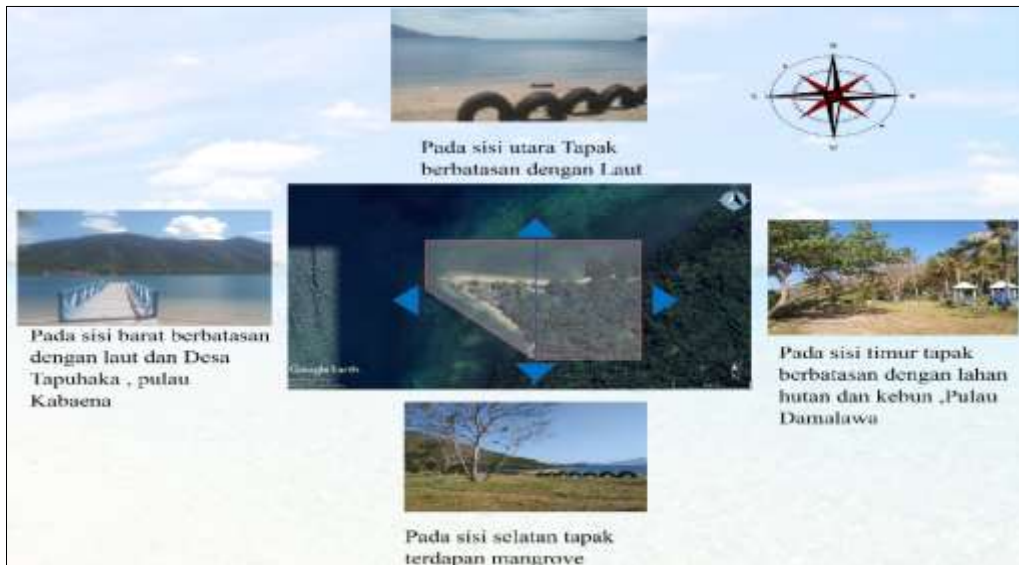 Pada sisi utara Tapak
berbatasan dengan Laut
Pada sisi barat berbatasan
dengan laut dan Desa
Tapuhaka , pulau
Kabaena
Google Earth
Pada sisi timur tapak
berbatasan dengan lahan
hutan dan kebun ,Pulau
Damalawa
Pada sisi selatan tapak
terdapan mangrove